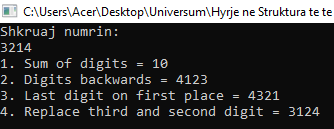 C:\Users\Acer\Desktop\Universum\Hyrje ne Struktura te te
Shkruaj numrin:
3214
1. Sum of digits = 10
2. Digits backwards = 4123
3. Last digit on first place = 4321
4. Replace third and second digit = 3124